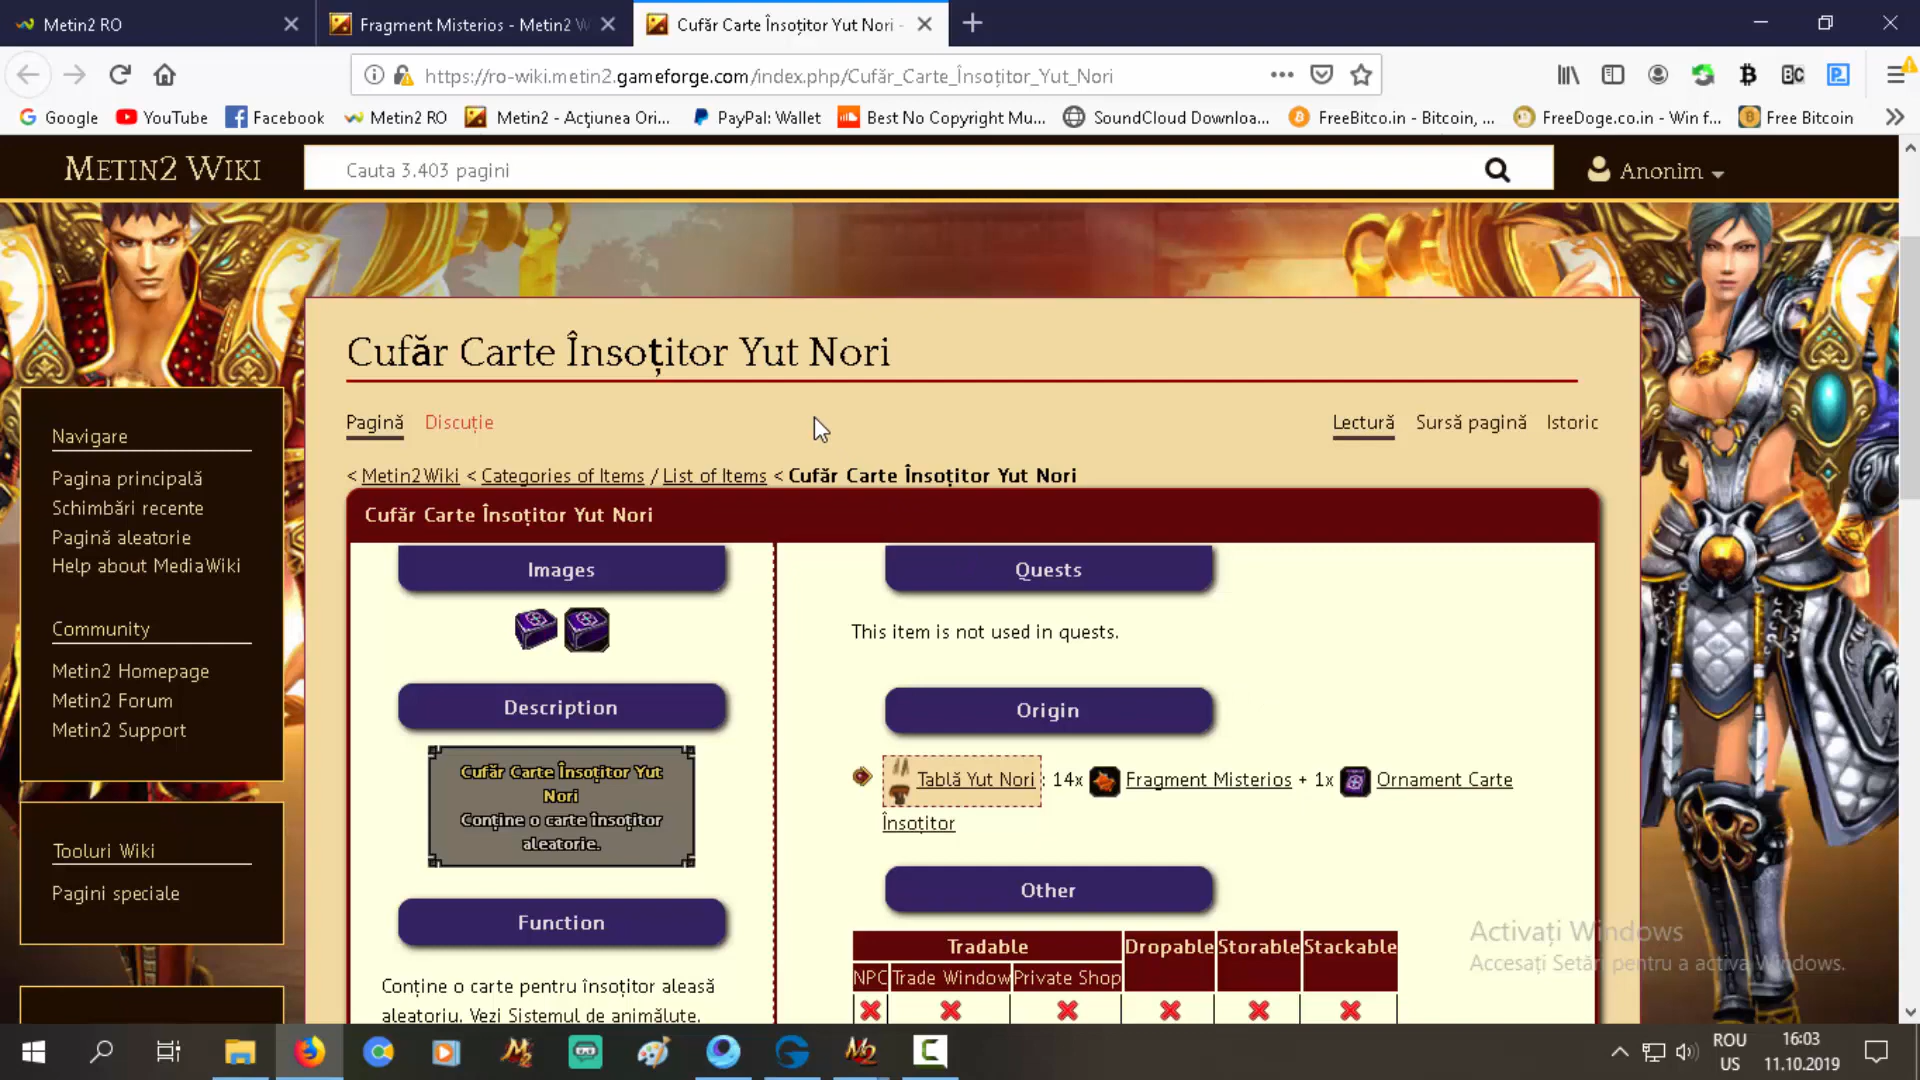 Metin2 RO
Fragment Misterios - Metin2 W
Cufăr Carte Însoțitor Yut Nori -
https://ro-wiki.metin2.gameforge.com/index.php/Cufăr_Carte_Însoțitor_Yut_Nori
Google
YouTube
Facebook
Metin2 RO
Metin2 - Acţiunea Ori...
PayPal: Wallet
Best No Copyright Mu...
SoundCloud Downloa...
FreeBitco.in - Bitcoin, ...
FreeDoge.co.in - Win f...
Free Bitcoin
Metin2 Wiki
Cauta 3.403 pagini
Anonim
Cufăr Carte Însoțitor Yut Nori
Pagină
Discuție
Lectură
Sursă pagină
Istoric
< Metin2Wiki < Categories of Items / List of Items < Cufăr Carte Însoțitor Yut Nori
Navigare
Pagina principală
Schimbări recente
Pagină aleatorie
Help about MediaWiki
Community
Metin2 Homepage
Metin2 Forum
Metin2 Support
Tooluri Wiki
Pagini speciale
Cufăr Carte Însoțitor Yut Nori
Images
Description
Cufăr Carte Însoțitor Yut
Nori
Conține o carte însoțitor
aleatorie.
Function
Conține o carte pentru însoțitor aleasă
aleatoriu. Vezi Sistemul de animăluțe.
Quests
This item is not used in quests.
Origin
Tablă Yut Nori : 14x Fragment Misterios + 1x Ornament Carte
Însoțitor
Other
Tradable
Dropable
Storable
Stackable
NPC
Trade Window
Private Shop
Activați Windows
Accesați Setări pentru a activa Windows.
ROU
US
16:03
11.10.2019